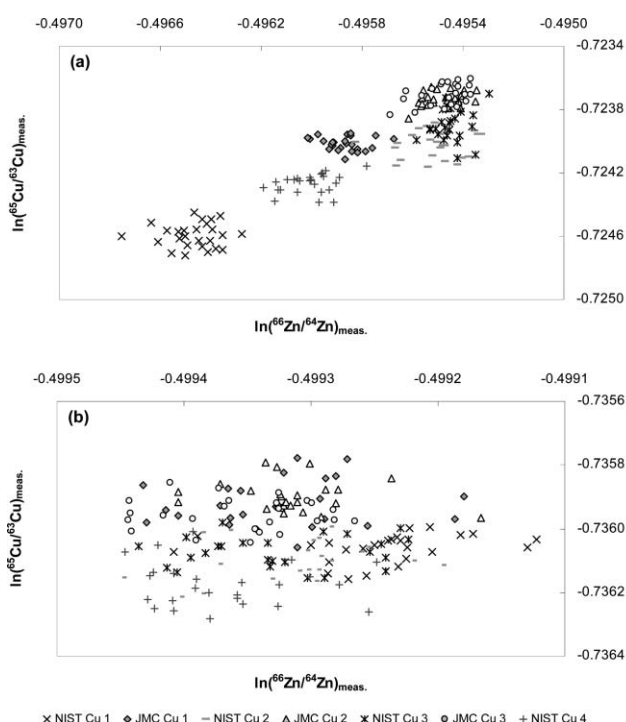 -0.4970 -0.4966 -0.4962 -0.4958 -0.4954 -0.4950
(a)
-0.7234
-0.7238
-0.7242
-0.7246
-0.7250
ln(⁶⁵Cu/⁶³Cu)meas.
ln(⁶⁶Zn/⁶⁴Zn)meas.
-0.4995 -0.4994 -0.4993 -0.4992 -0.4991
(b)
-0.7356
-0.7358
-0.7360
-0.7362
-0.7364
ln(⁶⁵Cu/⁶³Cu)meas.
ln(⁶⁶Zn/⁶⁴Zn)meas.
NIST Cu 1 JMC Cu 1 NIST Cu 2 JMC Cu 2 NIST Cu 3 JMC Cu 3 NIST Cu 4